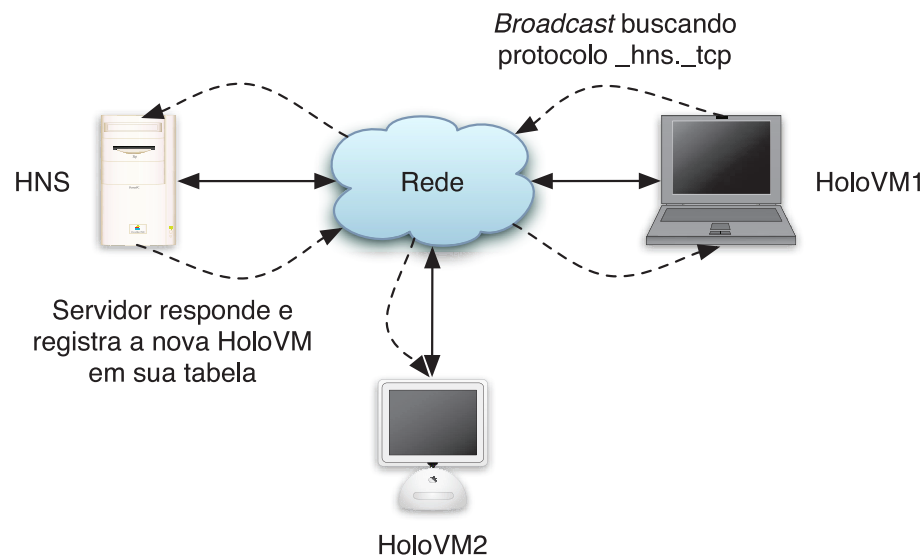 Broadcast buscando
protocolo _hns._tcp
HNS
Rede
HoloVM1
Servidor responde e
registra a nova HoloVM
em sua tabela
HoloVM2